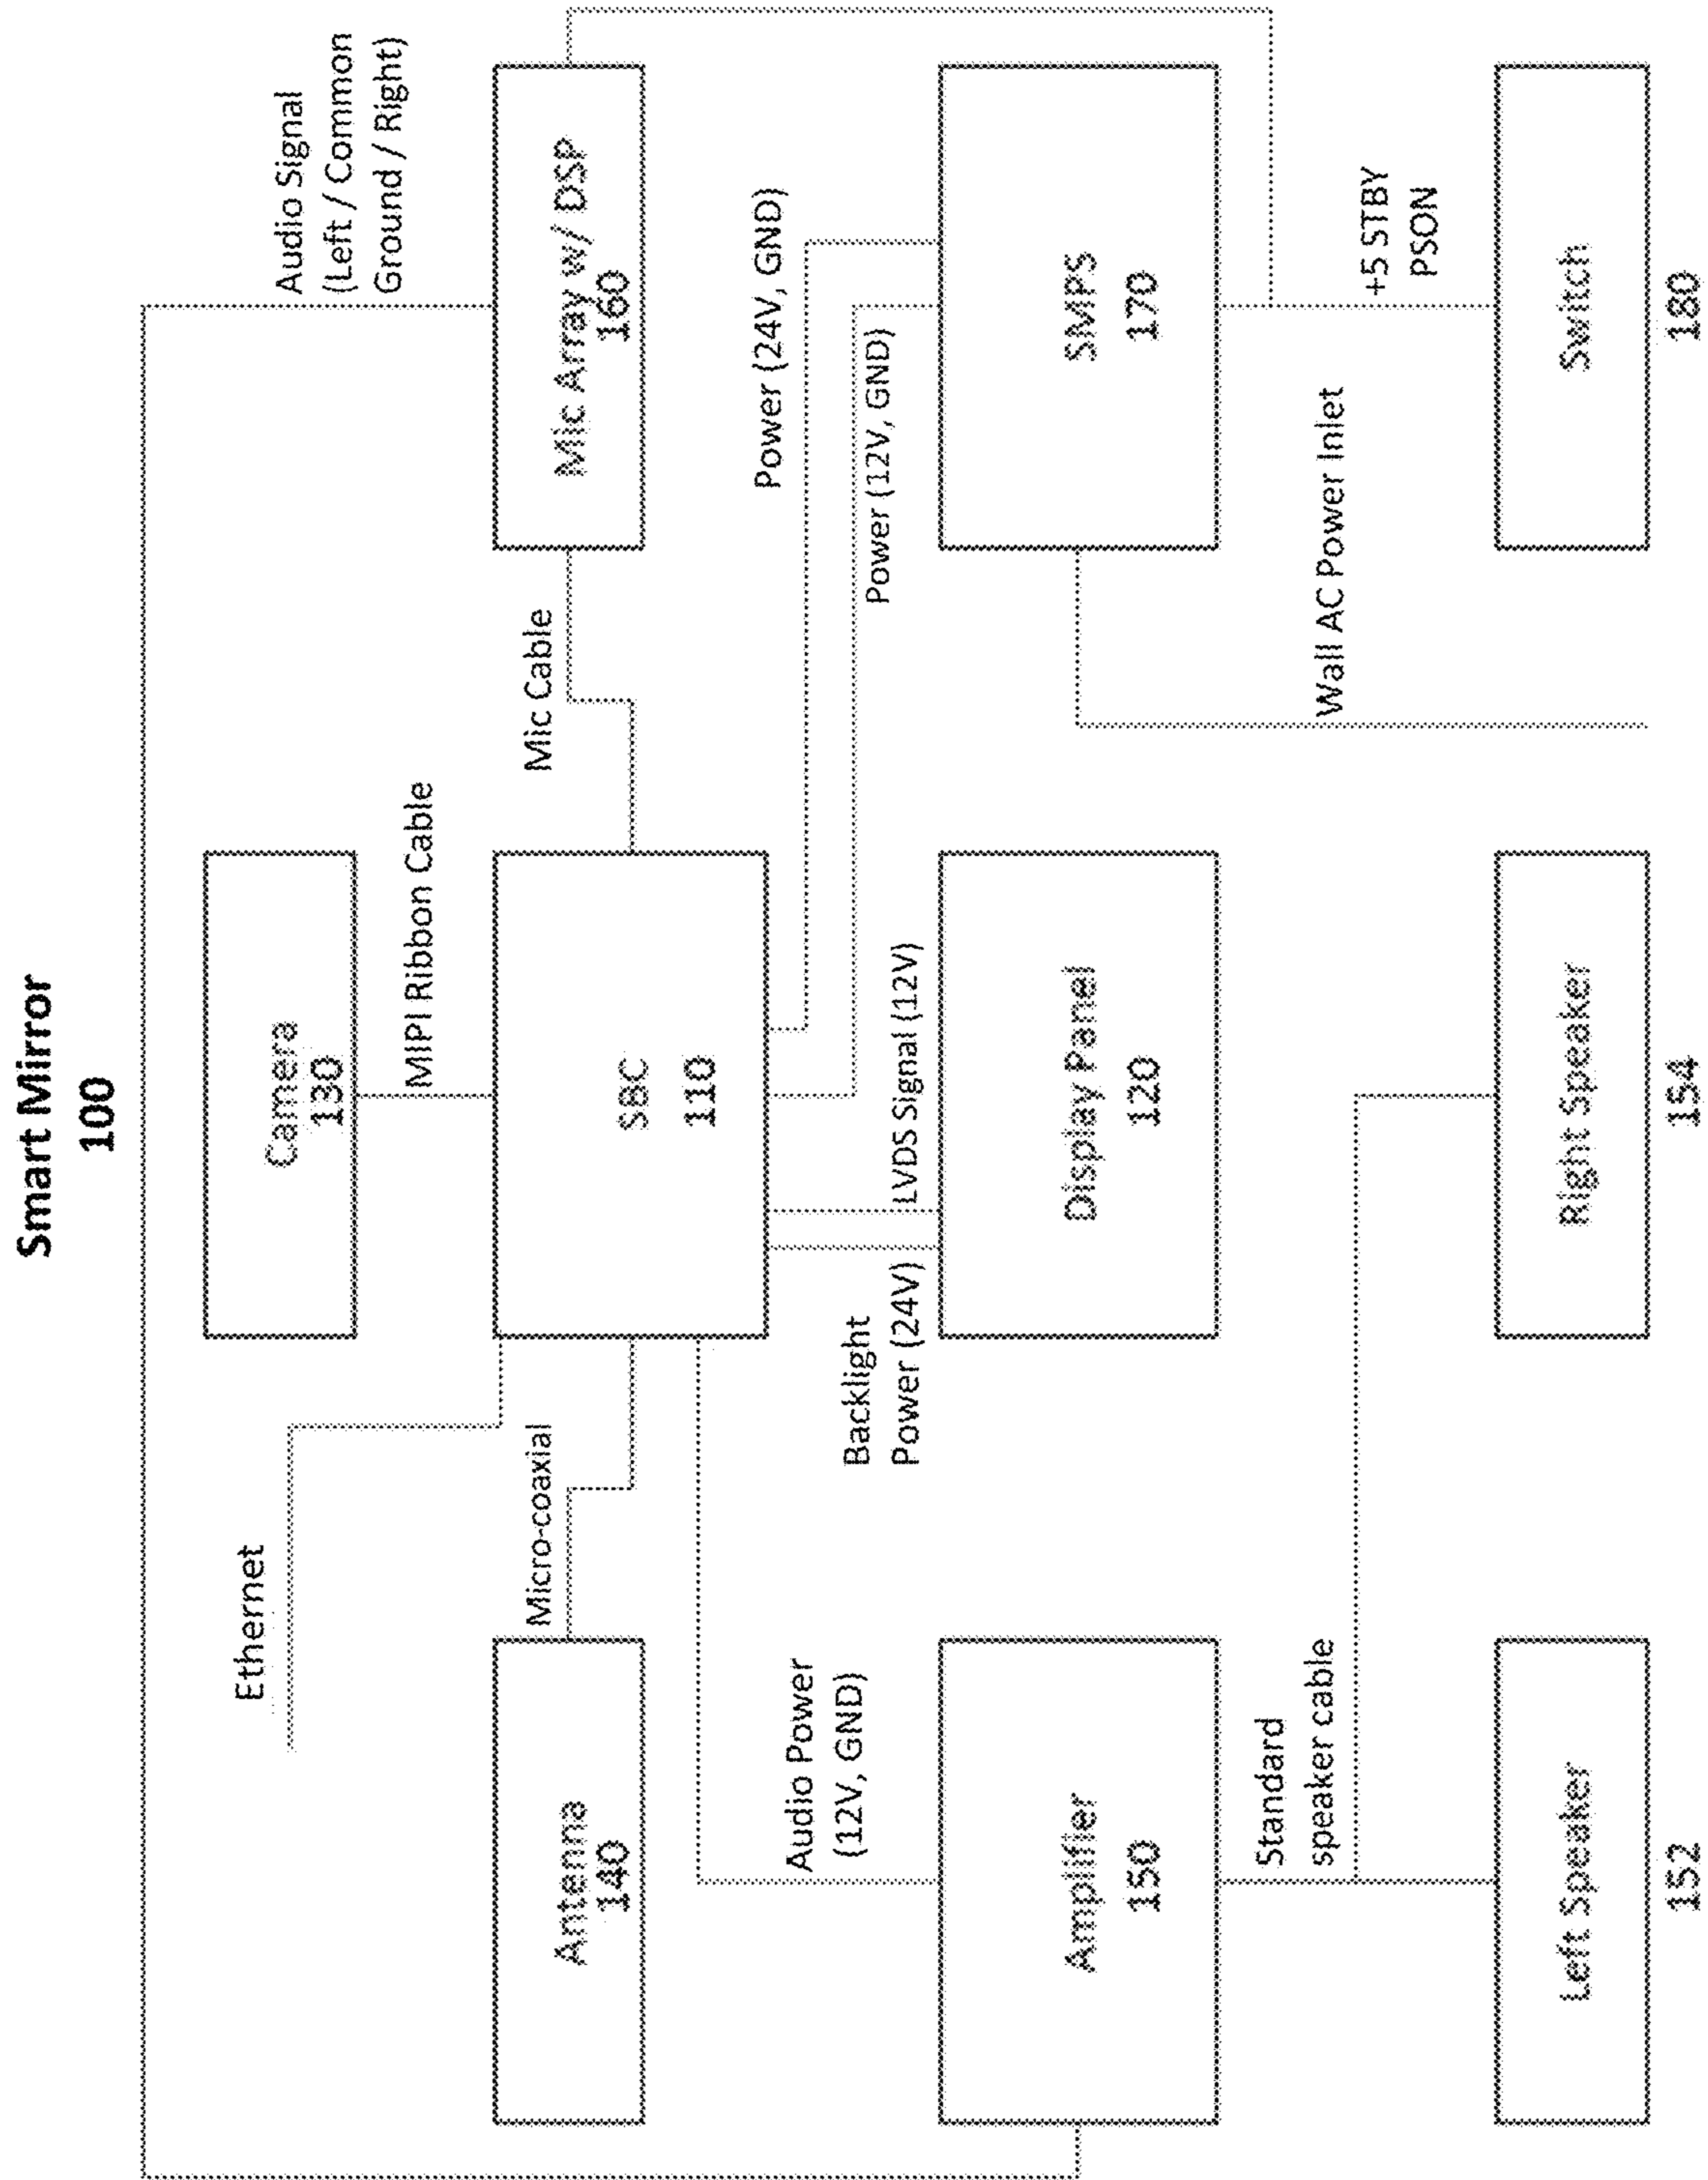 Smart Mirror
100
Audio Signal
(Left / Common
Ground / Right)
Ethernet
Camera
130
MIPI Ribbon Cable
Micro-coaxial
Mic Cable
Antenna
140
SBC
110
Mic Array w/ DSP
160
Audio Power
(12V, GND)
Backlight
Power (24V)
LVDS Signal (12V)
Power (24V, GND)
Power (12V, GND)
Amplifier
150
Display Panel
120
SMPS
170
Standard
speaker cable
Wall AC Power Inlet
+5 STBY
PSON
Left Speaker
152
Right Speaker
154
Switch
180